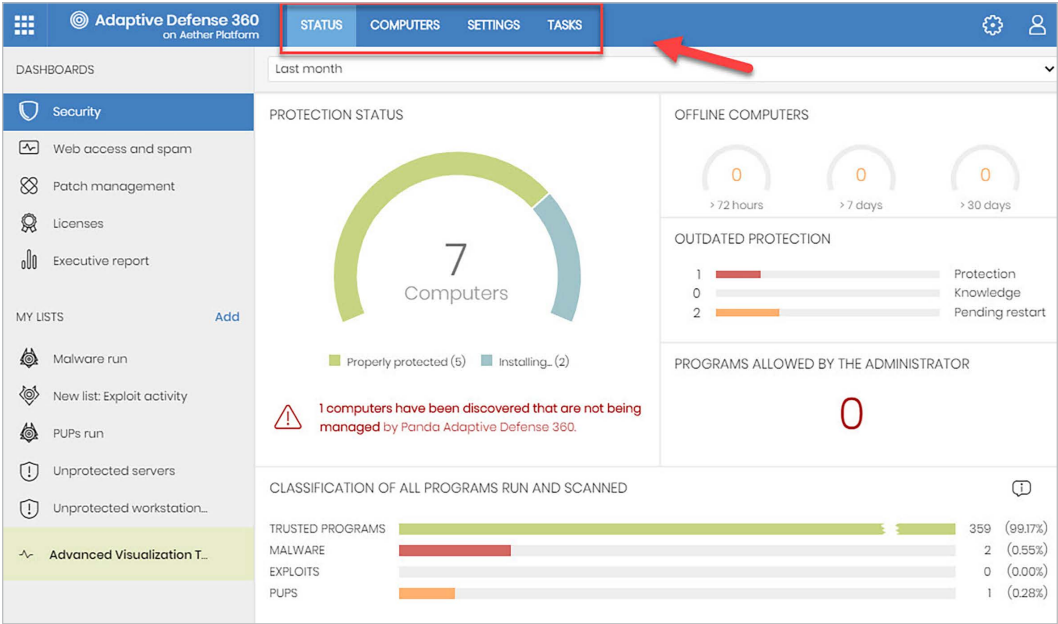 Adaptive Defense 360
on Aether Platform
STATUS COMPUTERS SETTINGS TASKS
DASHBOARDS
Security
Web access and spam
Patch management
Licenses
Executive report
MY LISTS Add
Malware run
New list: Exploit activity
PUPs run
Unprotected servers
Unprotected workstation...
Advanced Visualization T...
Last month
PROTECTION STATUS
7
Computers
Properly protected (5) Installing... (2)
1 computers have been discovered that are not being
managed by Panda Adaptive Defense 360.
OFFLINE COMPUTERS
0 0 0
> 72 hours > 7 days > 30 days
OUTDATED PROTECTION
1 Protection
0 Knowledge
2 Pending restart
PROGRAMS ALLOWED BY THE ADMINISTRATOR
0
CLASSIFICATION OF ALL PROGRAMS RUN AND SCANNED
TRUSTED PROGRAMS 359 (99.17%)
MALWARE 2 (0.55%)
EXPLOITS 0 (0.00%)
PUPS 1 (0.28%)